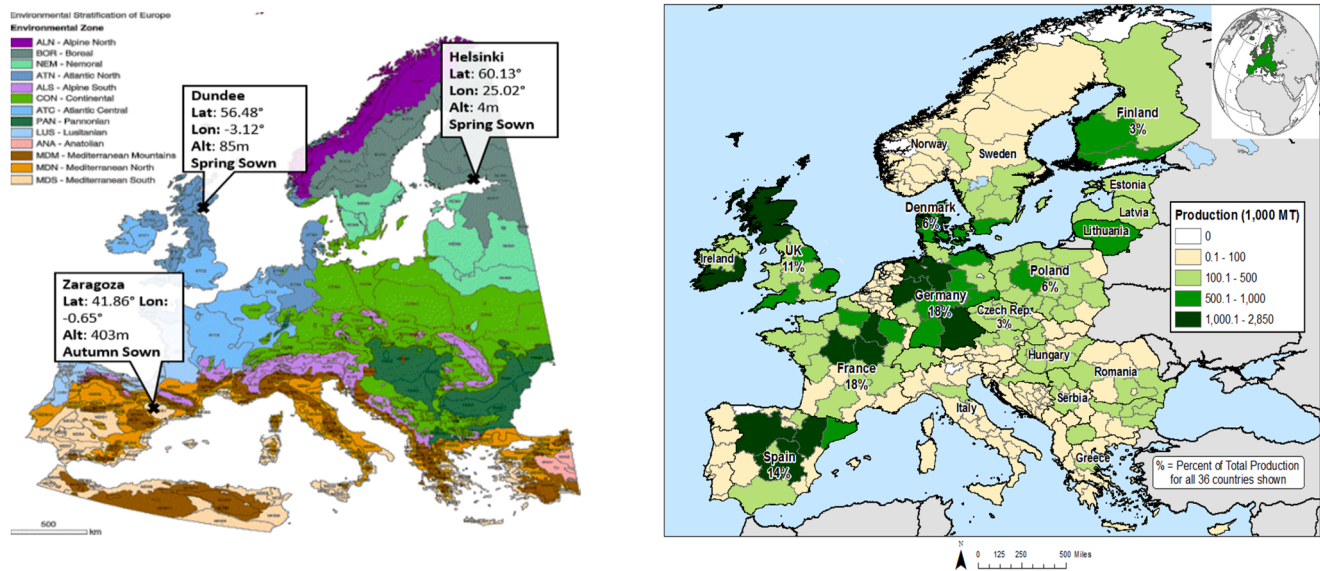 Environmental Stratification of Europe
Environmental Zone
ALN - Alpine North
BOR - Boreal
NEM - Nemoral
ATN - Atlantic North
ALS - Alpine South
CON - Continental
ATC - Atlantic Central
PAN - Pannonian
LUS - Lusitanian
ANA - Anatolian
MDM - Mediterranean Mountains
MDN - Mediterranean North
MDS - Mediterranean South
Dundee
Lat: 56.48°
Lon: -3.12°
Alt: 85m
Spring Sown
Helsinki
Lat: 60.13°
Lon: 25.02°
Alt: 4m
Spring Sown
Zaragoza
Lat: 41.86° Lon:
-0.65°
Alt: 403m
Autumn Sown
500
km
Finland
3%
Norway
Sweden
Estonia
Latvia
Lithuania
Denmark
6%
Ireland
UK
11%
Poland
6%
Germany
18%
Czech Rep.
3%
France
18%
Hungary
Romania
Serbia
Italy
Spain
14%
Greece
Production (1,000 MT)
0
0.1 - 100
100.1 - 500
500.1 - 1,000
1,000.1 - 2,850
% = Percent of Total Production
for all 36 countries shown
N
0 125 250 500 Miles